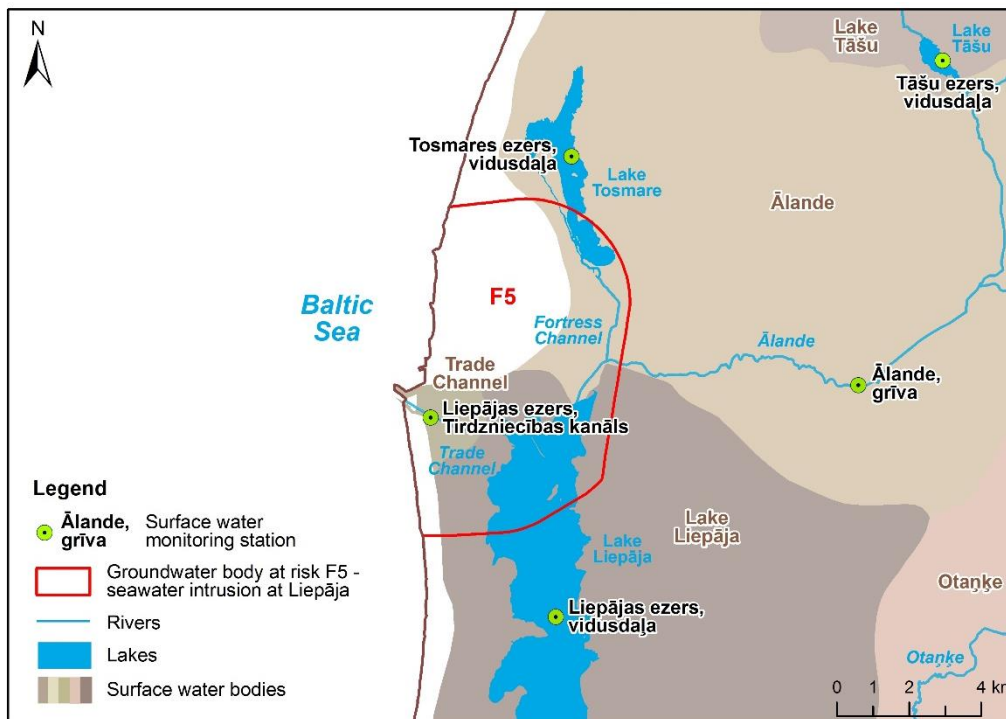 N
Lake
Tāšu
Lake
Tāšu
Tāšu ezers,
vidusdaļa
Tosmares ezers,
vidusdaļa
Lake
Tosmare
Ālande
Baltic
Sea
F5
Fortress
Channel
Ālande
Trade
Channel
Ālande,
grīva
Liepājas ezers,
Tirdzniecības kanāls
Trade
Channel
Lake
Liepāja
Lake
Liepāja
Otaņķe
Liepājas ezers,
vidusdaļa
Otaņķe
Legend
Ālande, Surface water
grīva monitoring station
Groundwater body at risk F5 -
seawater intrusion at Liepāja
Rivers
Lakes
Surface water bodies
0 1 2 4 km